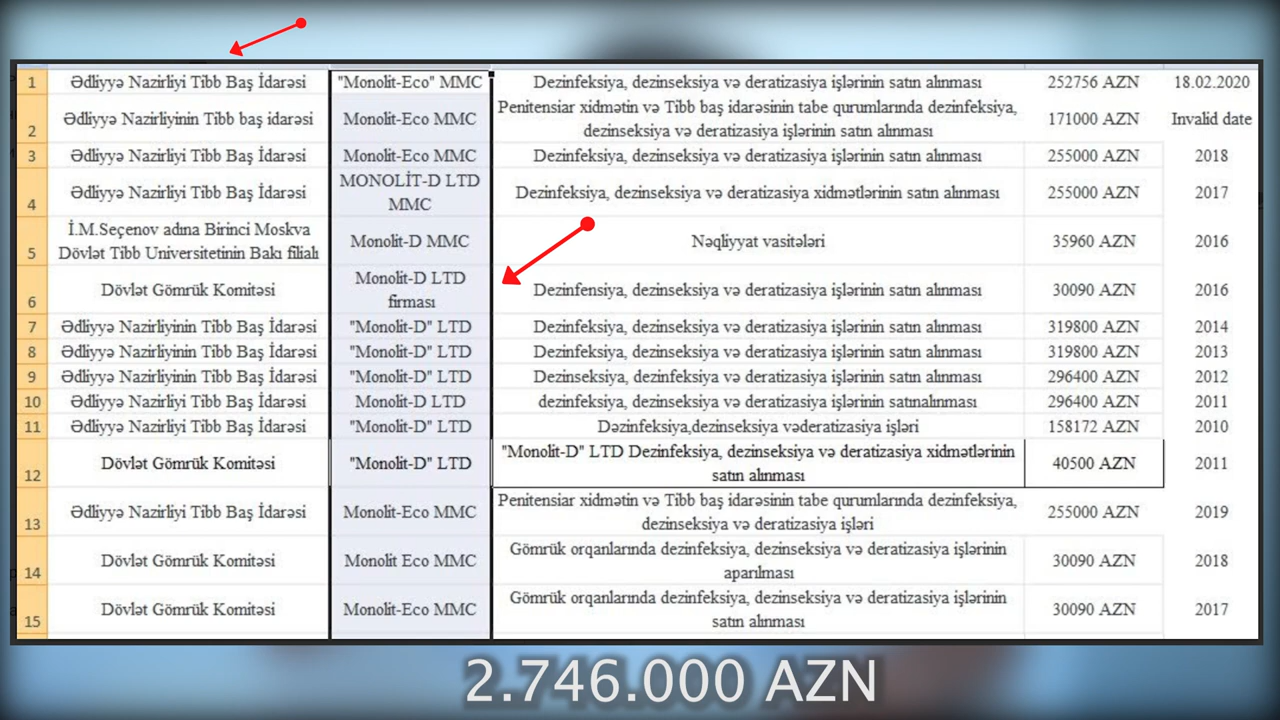 1 Ədliyyə Nazirliyi Tibb Baş İdarəsi "Monolit-Eco" MMC Dezinfeksiya, dezinseksiya və deratizasiya işlərinin satın alınması 252756 AZN 18.02.2020
2 Ədliyyə Nazirliyinin Tibb baş idarəsi Monolit-Eco MMC Penitensiar xidmətin və Tibb baş idarəsinin tabe qurumlarında dezinfeksiya, dezinseksiya və deratizasiya işlərinin satın alınması 171000 AZN Invalid date
3 Ədliyyə Nazirliyi Tibb Baş İdarəsi Monolit-Eco MMC Dezinfeksiya, dezinseksiya və deratizasiya işlərinin satın alınması 255000 AZN 2018
4 Ədliyyə Nazirliyi Tibb Baş İdarəsi MONOLİT-D LTD MMC Dezinfeksiya, dezinseksiya və deratizasiya xidmətlərinin satın alınması 255000 AZN 2017
5 İ.M.Seçenov adına Birinci Moskva Dövlət Tibb Universitetinin Bakı filialı Monolit-D MMC Nəqliyyat vasitələri 35960 AZN 2016
6 Dövlət Gömrük Komitəsi Monolit-D LTD firması Dezinfensiya, dezinseksiya və deratizasiya işlərinin satın alınması 30090 AZN 2016
7 Ədliyyə Nazirliyinin Tibb Baş İdarəsi "Monolit-D" LTD Dezinfeksiya, dezinseksiya və deratizasiya işlərinin satın alınması 319800 AZN 2014
8 Ədliyyə Nazirliyinin Tibb Baş İdarəsi "Monolit-D" LTD Dezinfeksiya, dezinseksiya və deratizasiya işlərinin satın alınması 319800 AZN 2013
9 Ədliyyə Nazirliyinin Tibb Baş İdarəsi "Monolit-D" LTD Dezinseksiya, dezinfeksiya və deratizasiya işlərinin satın alınması 296400 AZN 2012
10 Ədliyyə Nazirliyi Tibb Baş İdarəsi Monolit-D LTD dezinfeksiya, dezinseksiya və deratizasiya işlərinin satınalınması 296400 AZN 2011
11 Ədliyyə Nazirliyi Tibb Baş İdarəsi "Monolit-D" LTD Dəzinfeksiya,dezinseksiya vəderatizasiya işləri 158172 AZN 2010
12 Dövlət Gömrük Komitəsi "Monolit-D" LTD "Monolit-D" LTD Dezinfeksiya, dezinseksiya və deratizasiya xidmətlərinin satın alınması 40500 AZN 2011
13 Ədliyyə Nazirliyi Tibb Baş İdarəsi Monolit-Eco MMC Penitensiar xidmətin və Tibb baş idarəsinin tabe qurumlarında dezinfeksiya, dezinseksiya və deratizasiya işləri 255000 AZN 2019
14 Dövlət Gömrük Komitəsi Monolit Eco MMC Gömrük orqanlarında dezinfeksiya, dezinseksiya və deratizasiya işlərinin aparılması 30090 AZN 2018
15 Dövlət Gömrük Komitəsi Monolit-Eco MMC Gömrük orqanlarında dezinfeksiya, dezinseksiya və deratizasiya işlərinin satın alınması 30090 AZN 2017
2.746.000 AZN